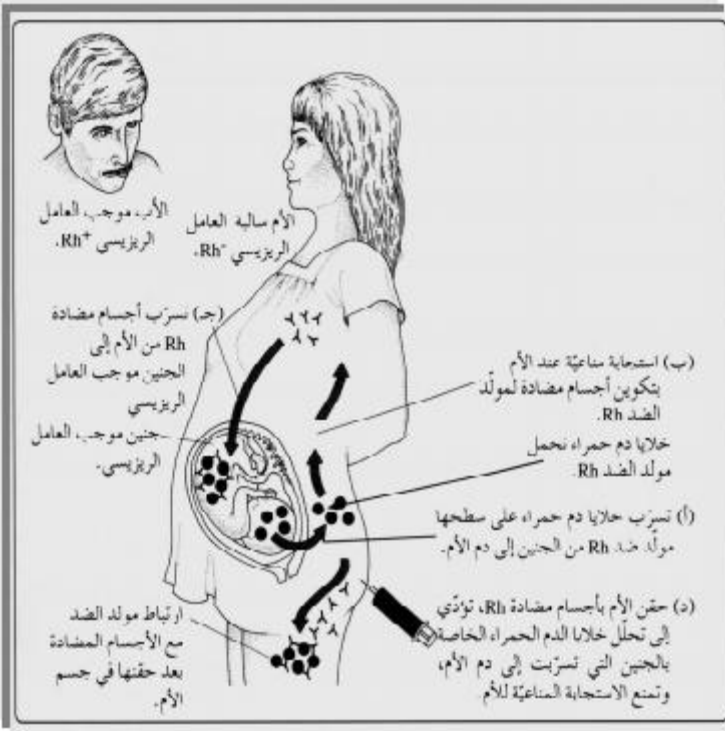 الأب موجب العامل
الريزيسي Rh⁺.
الأم سالبة العامل
الريزيسي Rh⁻.
(جـ) تسرّب أجسام مضادة
Rh من الأم إلى
الجنين موجب العامل
الريزيسي
جنين موجب العامل
الريزيسي.
(ب) استجابة مناعيّة عند الأم
بتكوين أجسام مضادة لمولّد
الضد Rh.
خلايا دم حمراء تحمل
مولد الضد Rh.
(أ) تسرّب خلايا دم حمراء على سطحها
مولّد ضد Rh من الجنين إلى دم الأم.
(د) حقن الأم بأجسام مضادة Rh، تؤدّي
إلى تحلّل خلايا الدم الحمراء الخاصة
بالجنين التي تسرّبت إلى دم الأم،
وتمنع الاستجابة المناعيّة للأم.
ارتباط مولد الضد
مع الأجسام المضادة
بعد حقنها في جسم
الأم.